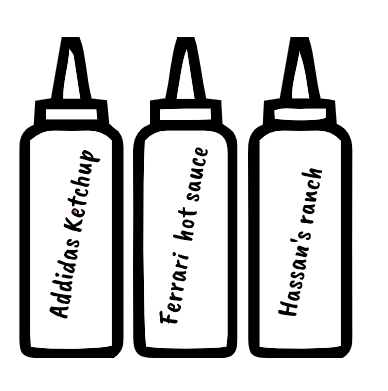 Addidas Ketchup
Ferrari hot sauce
Hassan's ranch